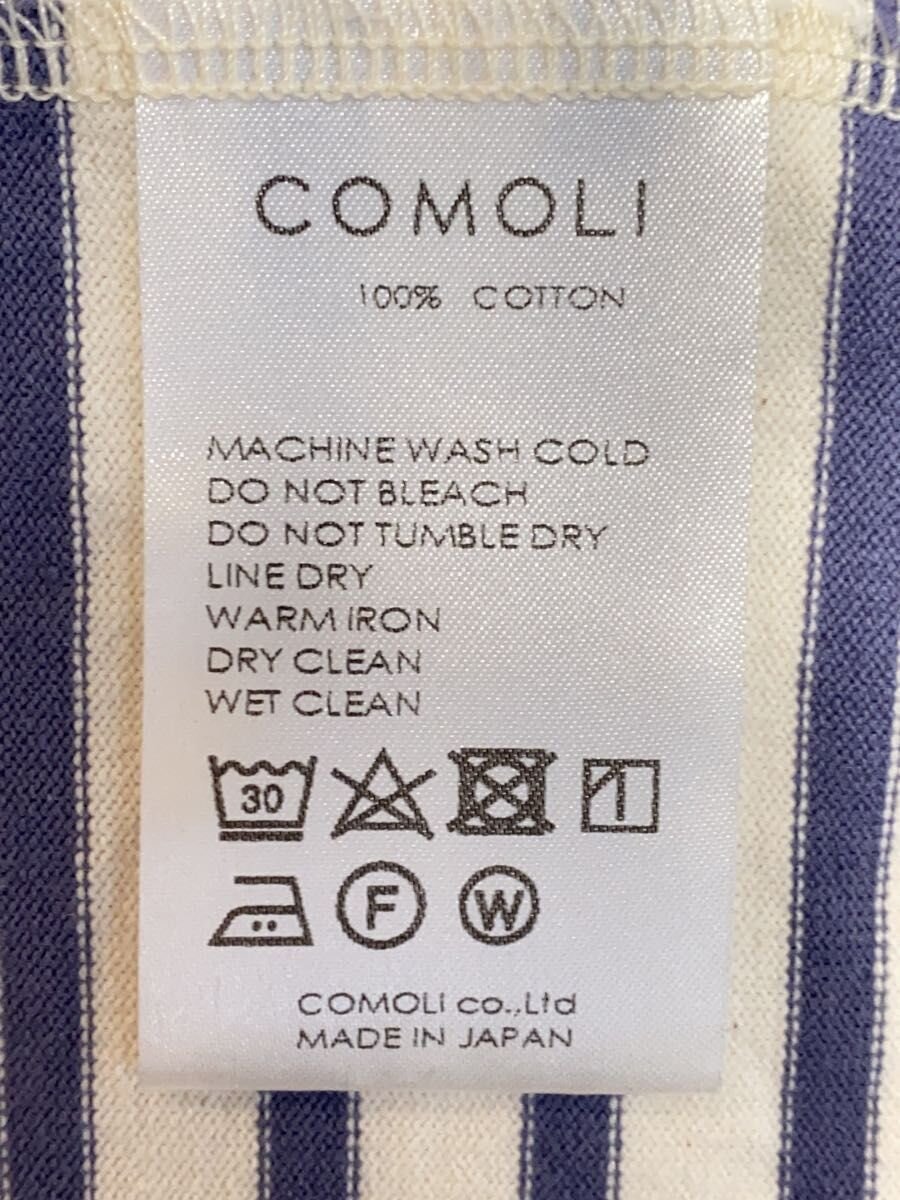 COMOLI
100% COTTON
MACHINE WASH COLD
DO NOT BLEACH
DO NOT TUMBLE DRY
LINE DRY
WARM IRON
DRY CLEAN
WET CLEAN
30
F W
COMOLI co.,Ltd
MADE IN JAPAN